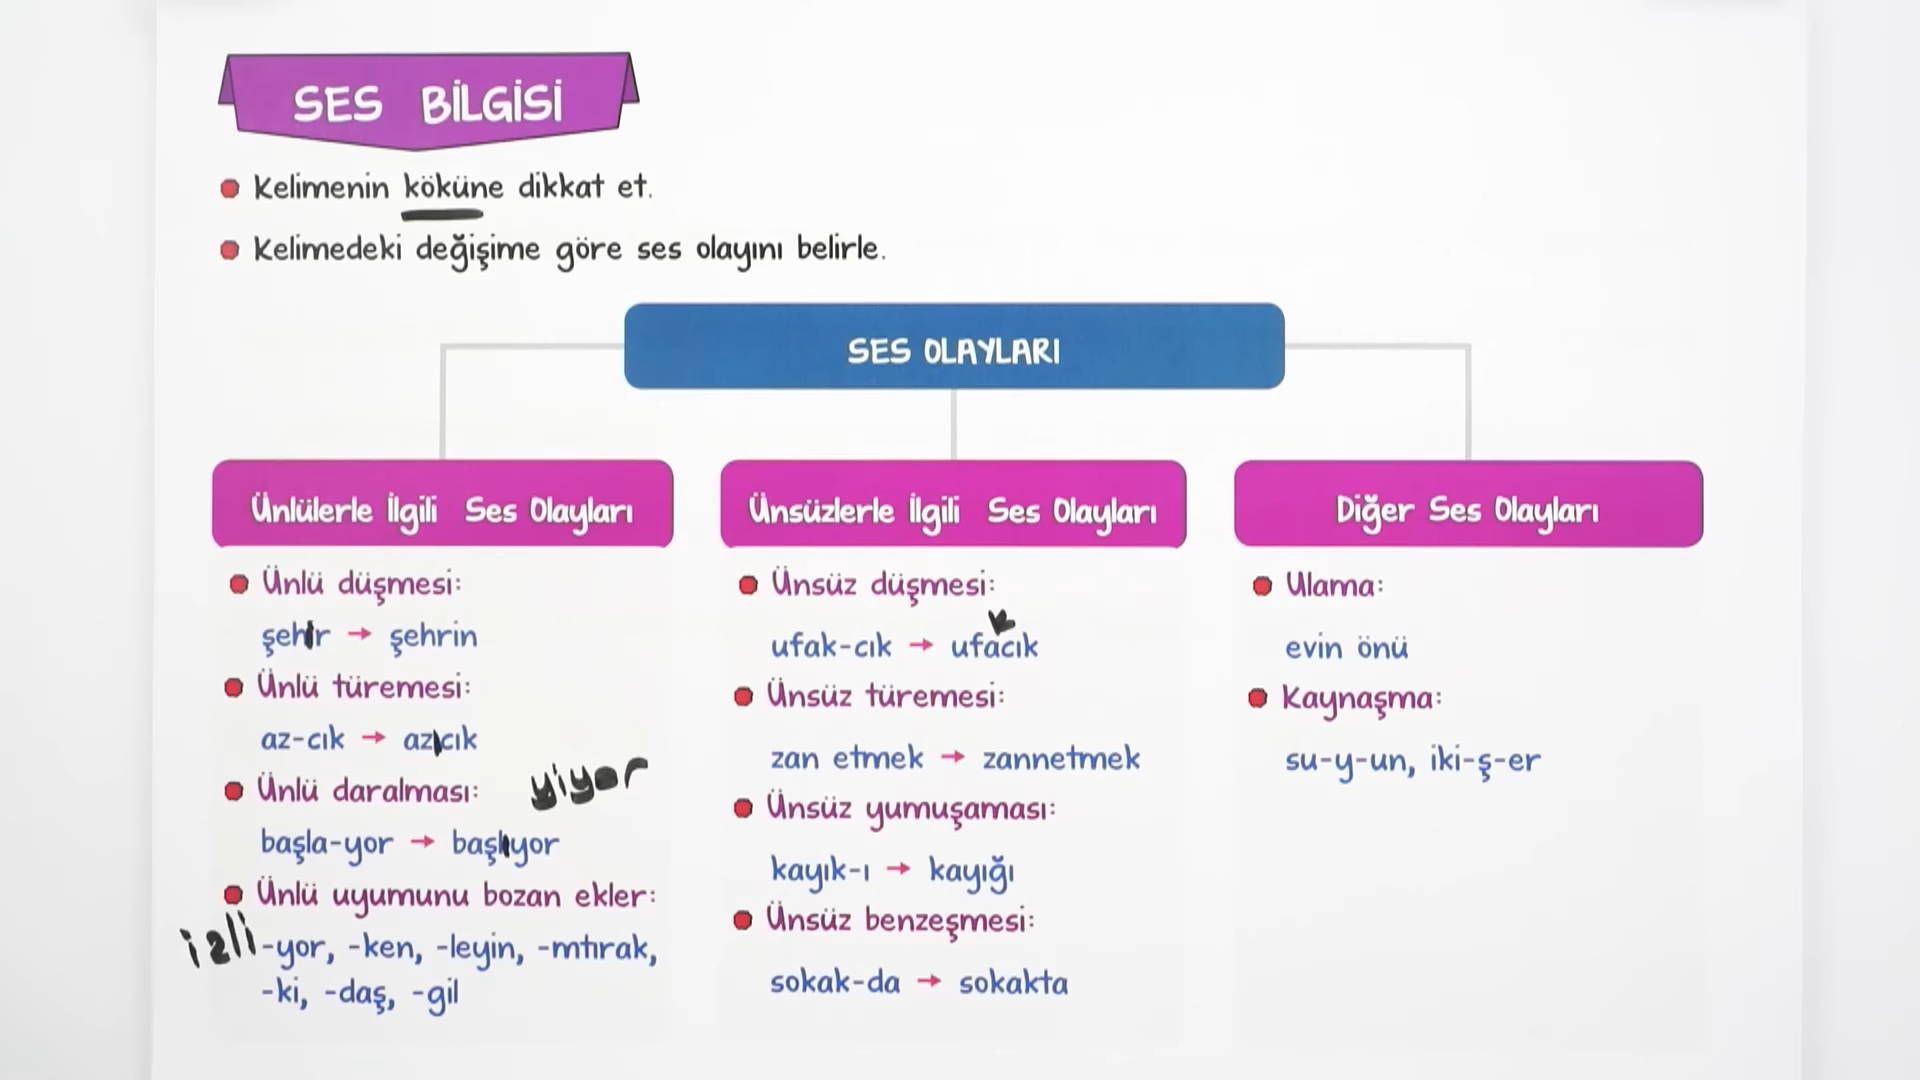 SES BİLGİSİ
Kelimenin köküne dikkat et.
Kelimedeki değişime göre ses olayını belirle.
SES OLAYLARI
Ünlülerle İlgili Ses Olayları
Ünlü düşmesi:
şehir → şehrin
Ünlü türemesi:
az-cık → azıcık
Ünlü daralması:
yiyor
başla-yor → başlıyor
Ünlü uyumunu bozan ekler:
izli
-yor, -ken, -leyin, -mtırak,
-ki, -daş, -gil
Ünsüzlerle İlgili Ses Olayları
Ünsüz düşmesi:
ufak-cık → ufacık
Ünsüz türemesi:
zan etmek → zannetmek
Ünsüz yumuşaması:
kayık-ı → kayığı
Ünsüz benzeşmesi:
sokak-da → sokakta
Diğer Ses Olayları
Ulama:
evin önü
Kaynaşma:
su-y-un, iki-ş-er